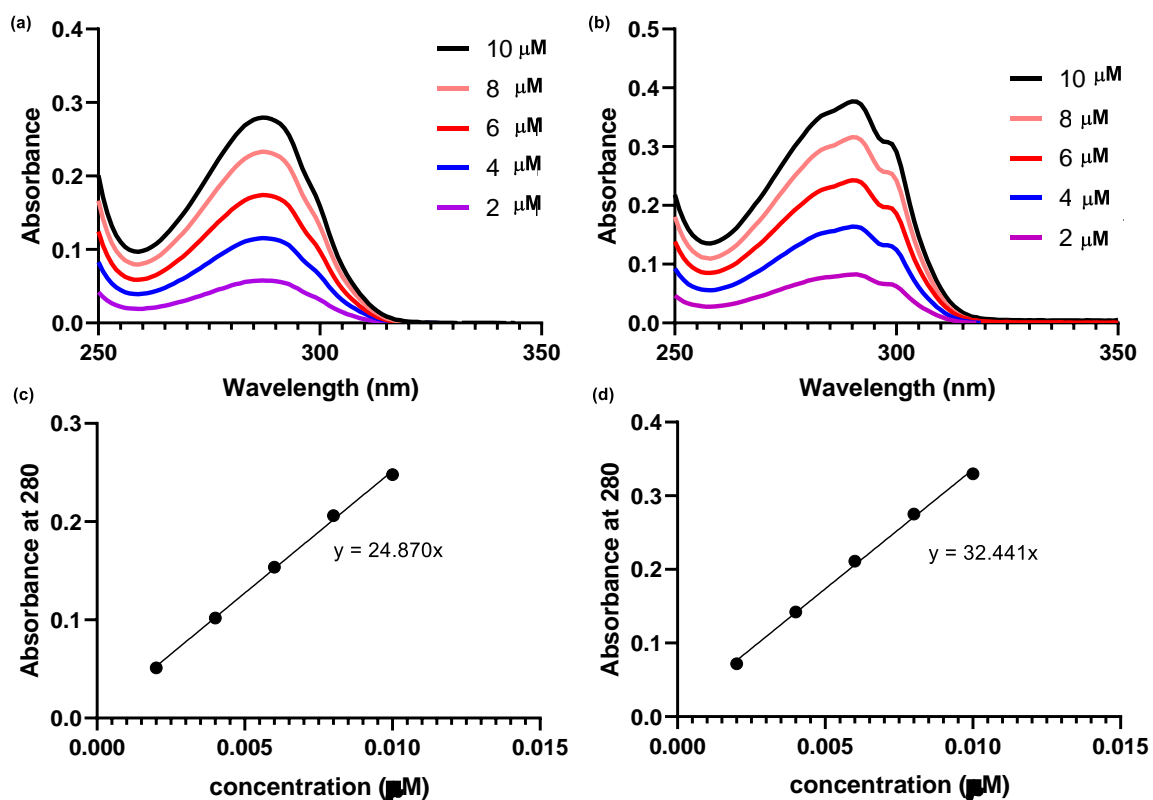 (a)
0.4
0.3
0.2
0.1
0.0
Absorbance
10 μM
8 μM
6 μM
4 μM
2 μM
250
300
350
Wavelength (nm)
(b)
0.5
0.4
0.3
0.2
0.1
0.0
Absorbance
10 μM
8 μM
6 μM
4 μM
2 μM
250
300
350
Wavelength (nm)
(c)
0.3
0.2
0.1
0.0
Absorbance at 280
y = 24.870x
0.000
0.005
0.010
0.015
concentration (μM)
(d)
0.4
0.3
0.2
0.1
0.0
Absorbance at 280
y = 32.441x
0.000
0.005
0.010
0.015
concentration (μM)